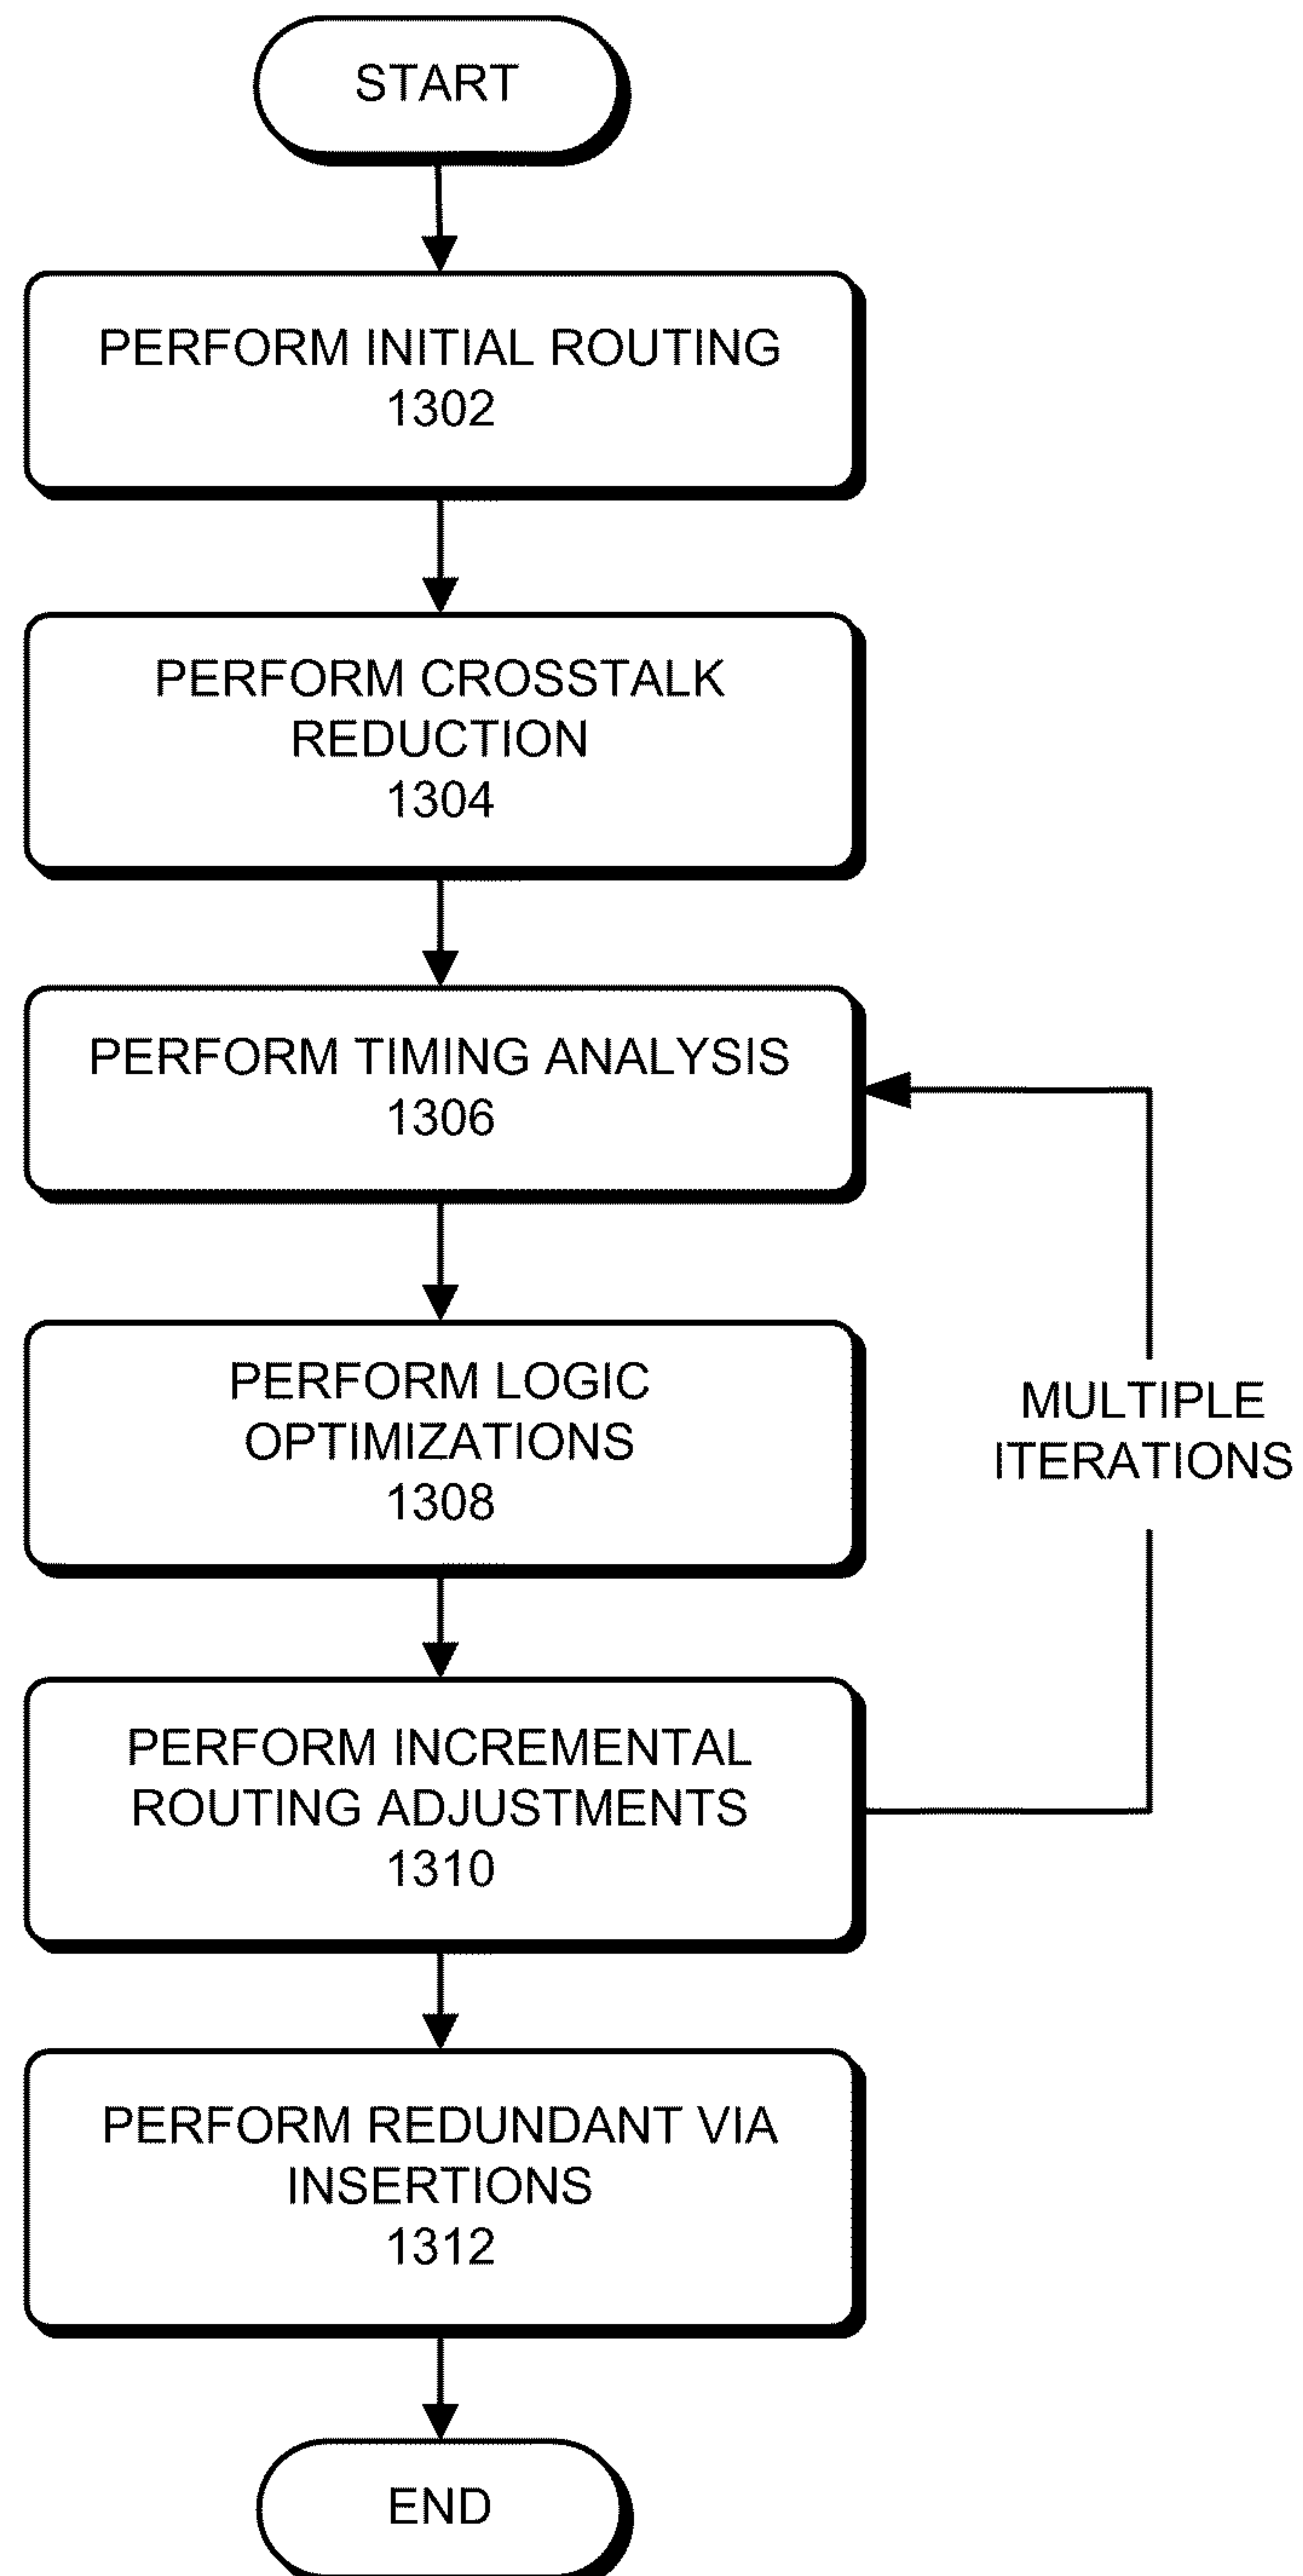 START
PERFORM INITIAL ROUTING
1302
PERFORM CROSSTALK
REDUCTION
1304
PERFORM TIMING ANALYSIS
1306
PERFORM LOGIC
OPTIMIZATIONS
1308
MULTIPLE
ITERATIONS
PERFORM INCREMENTAL
ROUTING ADJUSTMENTS
1310
PERFORM REDUNDANT VIA
INSERTIONS
1312
END